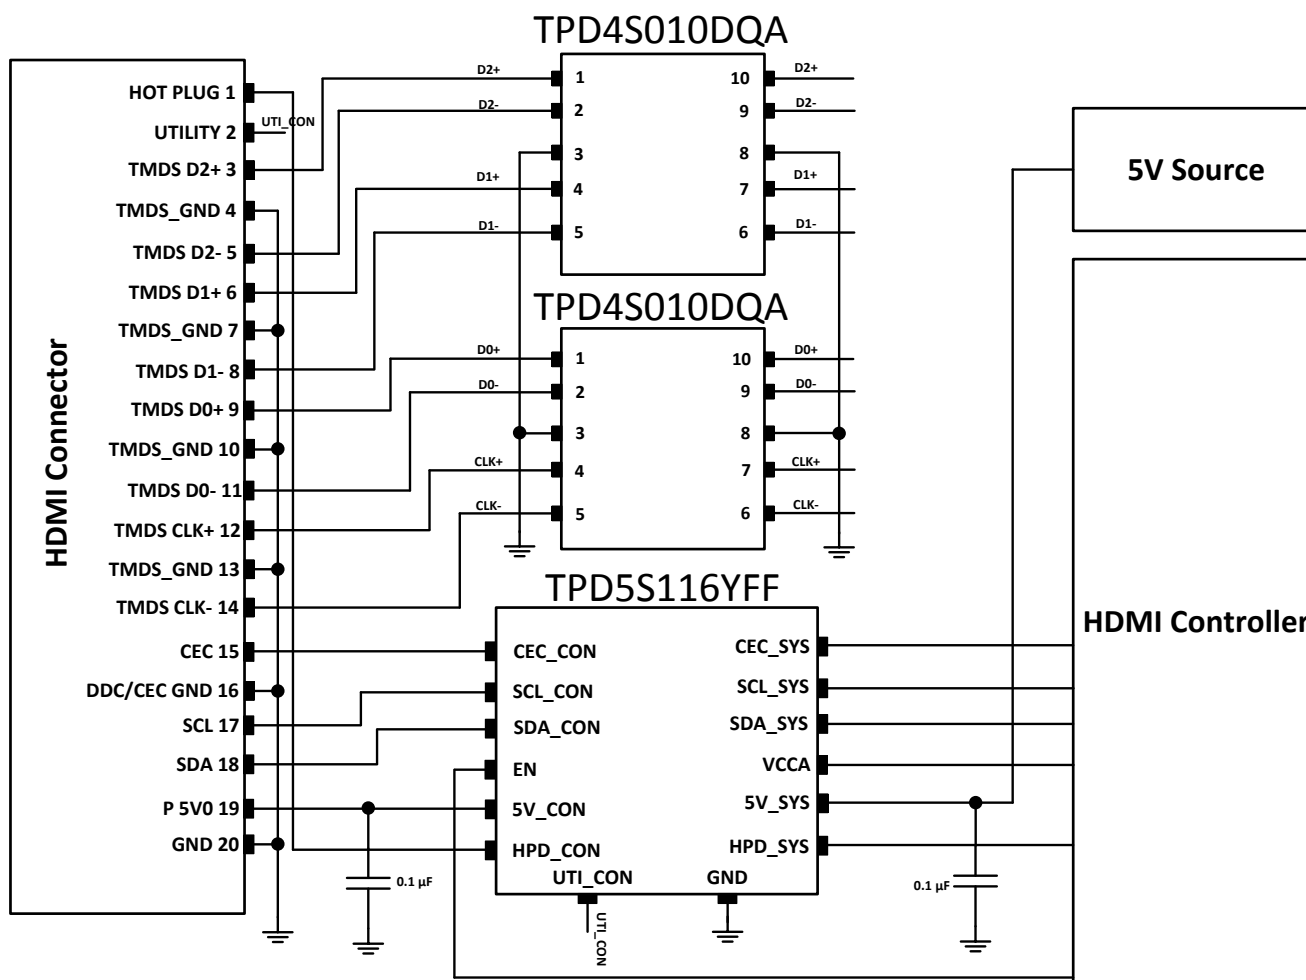 TPD4S010DQA
HDMI Connector
HOT PLUG 1
UTILITY 2
UTI_CON
TMDS D2+ 3
TMDS_GND 4
TMDS D2- 5
TMDS D1+ 6
TMDS_GND 7
TMDS D1- 8
TMDS D0+ 9
TMDS_GND 10
TMDS D0- 11
TMDS CLK+ 12
TMDS_GND 13
TMDS CLK- 14
CEC 15
DDC/CEC GND 16
SCL 17
SDA 18
P 5V0 19
GND 20
D2+ 1 10 D2+
D2- 2 9 D2-
3 8
D1+ 4 7 D1+
D1- 5 6 D1-
TPD4S010DQA
D0+ 1 10 D0+
D0- 2 9 D0-
3 8
CLK+ 4 7 CLK+
CLK- 5 6 CLK-
TPD5S116YFF
CEC_CON CEC_SYS
SCL_CON SCL_SYS
SDA_CON SDA_SYS
EN VCCA
5V_CON 5V_SYS
HPD_CON HPD_SYS
UTI_CON GND
UTI_CON
0.1 µF
0.1 µF
5V Source
HDMI Controller